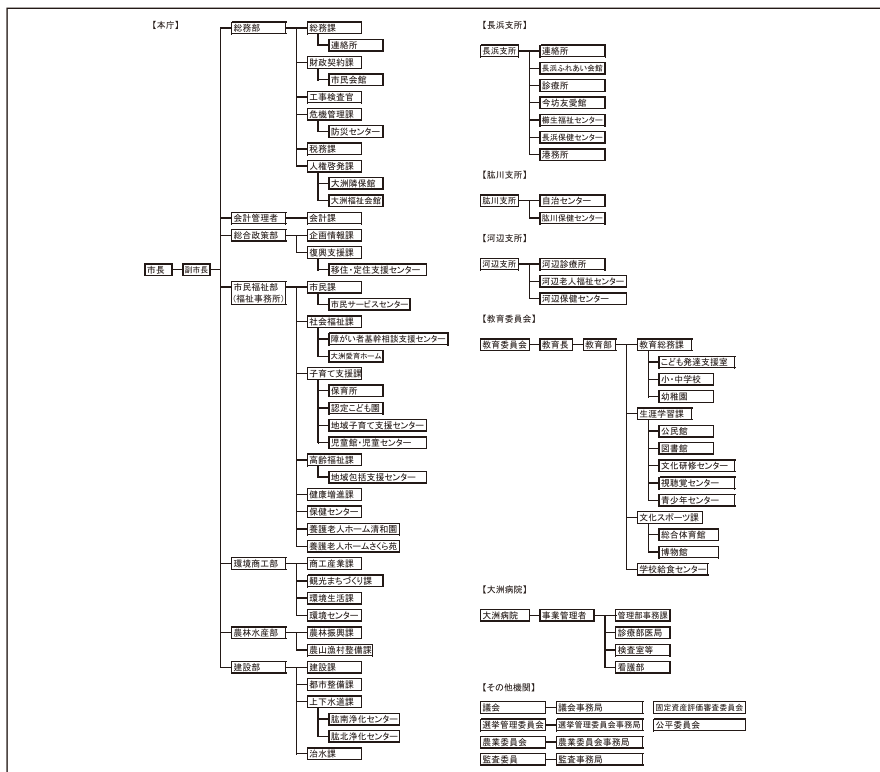 【本庁】
市長
副市長
総務部
総務課
連絡所
財政契約課
市民会館
工事検査官
危機管理課
防災センター
税務課
人権啓発課
大洲隣保館
大洲福祉会館
会計管理者
会計課
総合政策部
企画情報課
復興支援課
移住・定住支援センター
市民福祉部
(福祉事務所)
市民課
市民サービスセンター
社会福祉課
障がい者基幹相談支援センター
大洲愛育ホーム
子育て支援課
保育所
認定こども園
地域子育て支援センター
児童館・児童センター
高齢福祉課
地域包括支援センター
健康増進課
保健センター
養護老人ホーム清和園
養護老人ホームさくら苑
環境商工部
商工産業課
観光まちづくり課
環境生活課
環境センター
農林水産部
農林振興課
農山漁村整備課
建設部
建設課
都市整備課
上下水道課
肱南浄化センター
肱北浄化センター
治水課
【長浜支所】
長浜支所
連絡所
長浜ふれあい会館
診療所
今坊友愛館
櫛生福祉センター
長浜保健センター
港務所
【肱川支所】
肱川支所
自治センター
肱川保健センター
【河辺支所】
河辺支所
河辺診療所
河辺老人福祉センター
河辺保健センター
【教育委員会】
教育委員会
教育長
教育部
教育総務課
こども発達支援室
小・中学校
幼稚園
生涯学習課
公民館
図書館
文化研修センター
視聴覚センター
青少年センター
文化スポーツ課
総合体育館
博物館
学校給食センター
【大洲病院】
大洲病院
事業管理者
管理部事務課
診療部医局
検査室等
看護部
【その他機関】
議会
議会事務局
固定資産評価審査委員会
選挙管理委員会
選挙管理委員会事務局
公平委員会
農業委員会
農業委員会事務局
監査委員
監査事務局